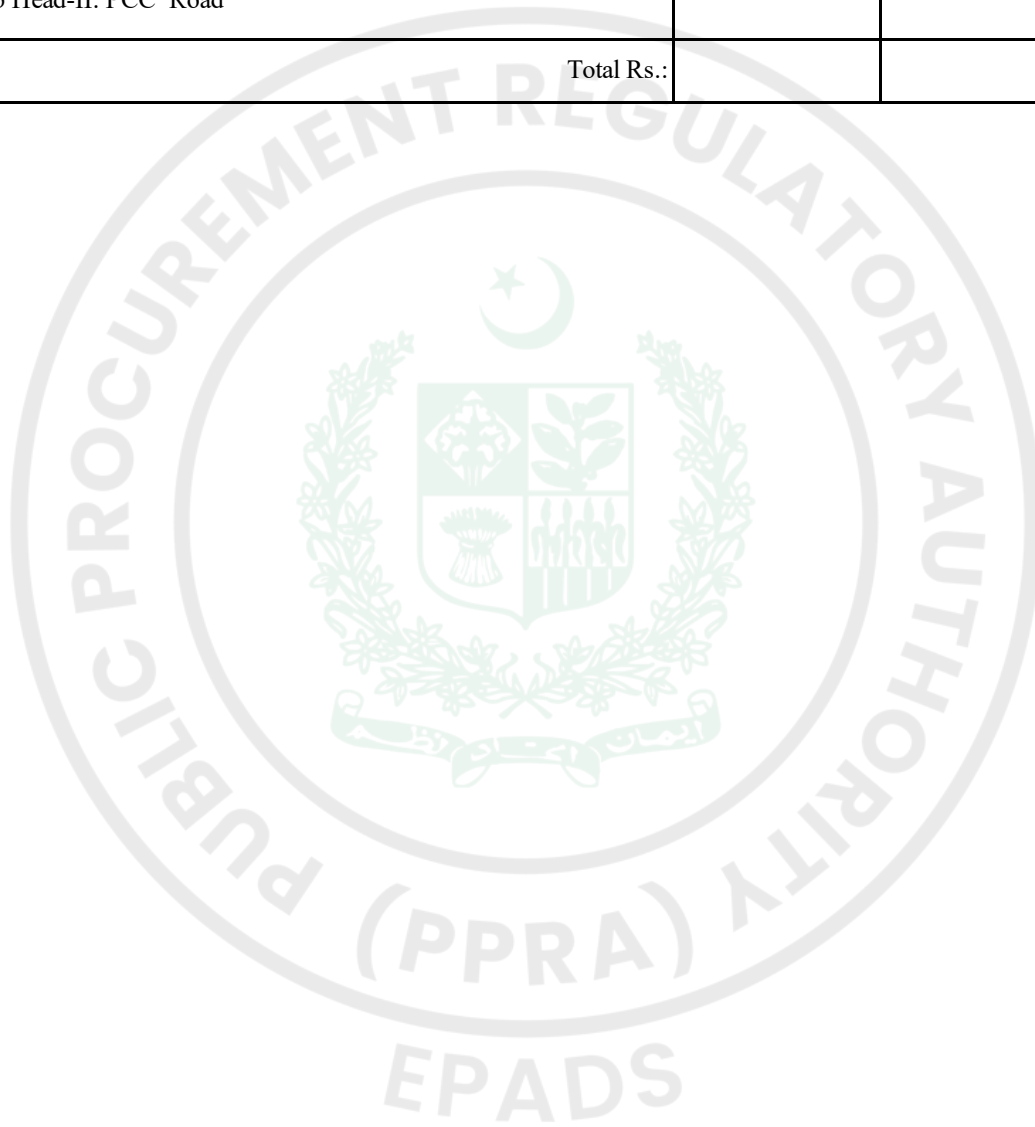 Head-II: PCC Road
Total Rs.:
PUBLIC PROCUREMENT REGULATORY AUTHORITY
(PPRA)
EPADS